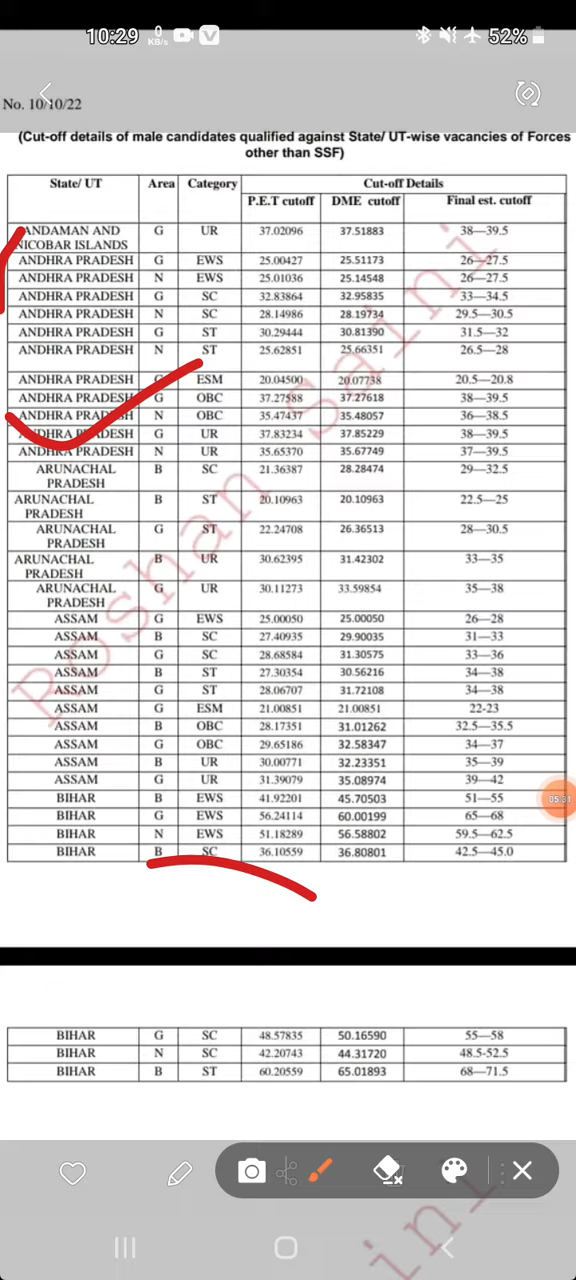 10:29 0 KB/s V 52%
No. 10/10/22
(Cut-off details of male candidates qualified against State/ UT-wise vacancies of Forces
other than SSF)
State/ UT Area Category Cut-off Details
P.E.T cutoff DME cutoff Final est. cutoff
ANDAMAN AND NICOBAR ISLANDS G UR 37.02096 37.51883 38—39.5
ANDHRA PRADESH G EWS 25.00427 25.51173 26—27.5
ANDHRA PRADESH N EWS 25.01036 25.14548 26—27.5
ANDHRA PRADESH G SC 32.83864 32.95835 33—34.5
ANDHRA PRADESH N SC 28.14986 28.19734 29.5—30.5
ANDHRA PRADESH G ST 30.29444 30.81390 31.5—32
ANDHRA PRADESH N ST 25.62851 25.66351 26.5—28
ANDHRA PRADESH G ESM 20.04500 20.07738 20.5—20.8
ANDHRA PRADESH G OBC 37.27588 37.27618 38—39.5
ANDHRA PRADESH N OBC 35.47437 35.48057 36—38.5
ANDHRA PRADESH G UR 37.83234 37.85229 38—39.5
ANDHRA PRADESH N UR 35.65370 35.67749 37—39.5
ARUNACHAL PRADESH B SC 21.36387 28.28474 29—32.5
ARUNACHAL PRADESH B ST 20.10963 20.10963 22.5—25
ARUNACHAL PRADESH G ST 22.24708 26.36513 28—30.5
ARUNACHAL PRADESH B UR 30.62395 31.42302 33—35
ARUNACHAL PRADESH G UR 30.11273 33.59854 35—38
ASSAM G EWS 25.00050 25.00050 26—28
ASSAM B SC 27.40935 29.90035 31—33
ASSAM G SC 28.68584 31.30575 33—36
ASSAM B ST 27.30354 30.56216 34—38
ASSAM G ST 28.06707 31.72108 34—38
ASSAM G ESM 21.00851 21.00851 22-23
ASSAM B OBC 28.17351 31.01262 32.5—35.5
ASSAM G OBC 29.65186 32.58347 34—37
ASSAM B UR 30.00771 32.23351 35—39
ASSAM G UR 31.39079 35.08974 39—42
BIHAR B EWS 41.92201 45.70503 51—55
BIHAR G EWS 56.24114 60.00199 65—68
BIHAR N EWS 51.18289 56.58802 59.5—62.5
BIHAR B SC 36.10559 36.80801 42.5—45.0
BIHAR G SC 48.57835 50.16590 55—58
BIHAR N SC 42.20743 44.31720 48.5-52.5
BIHAR B ST 60.20559 65.01893 68—71.5
Roshan Saini
05:31
ini